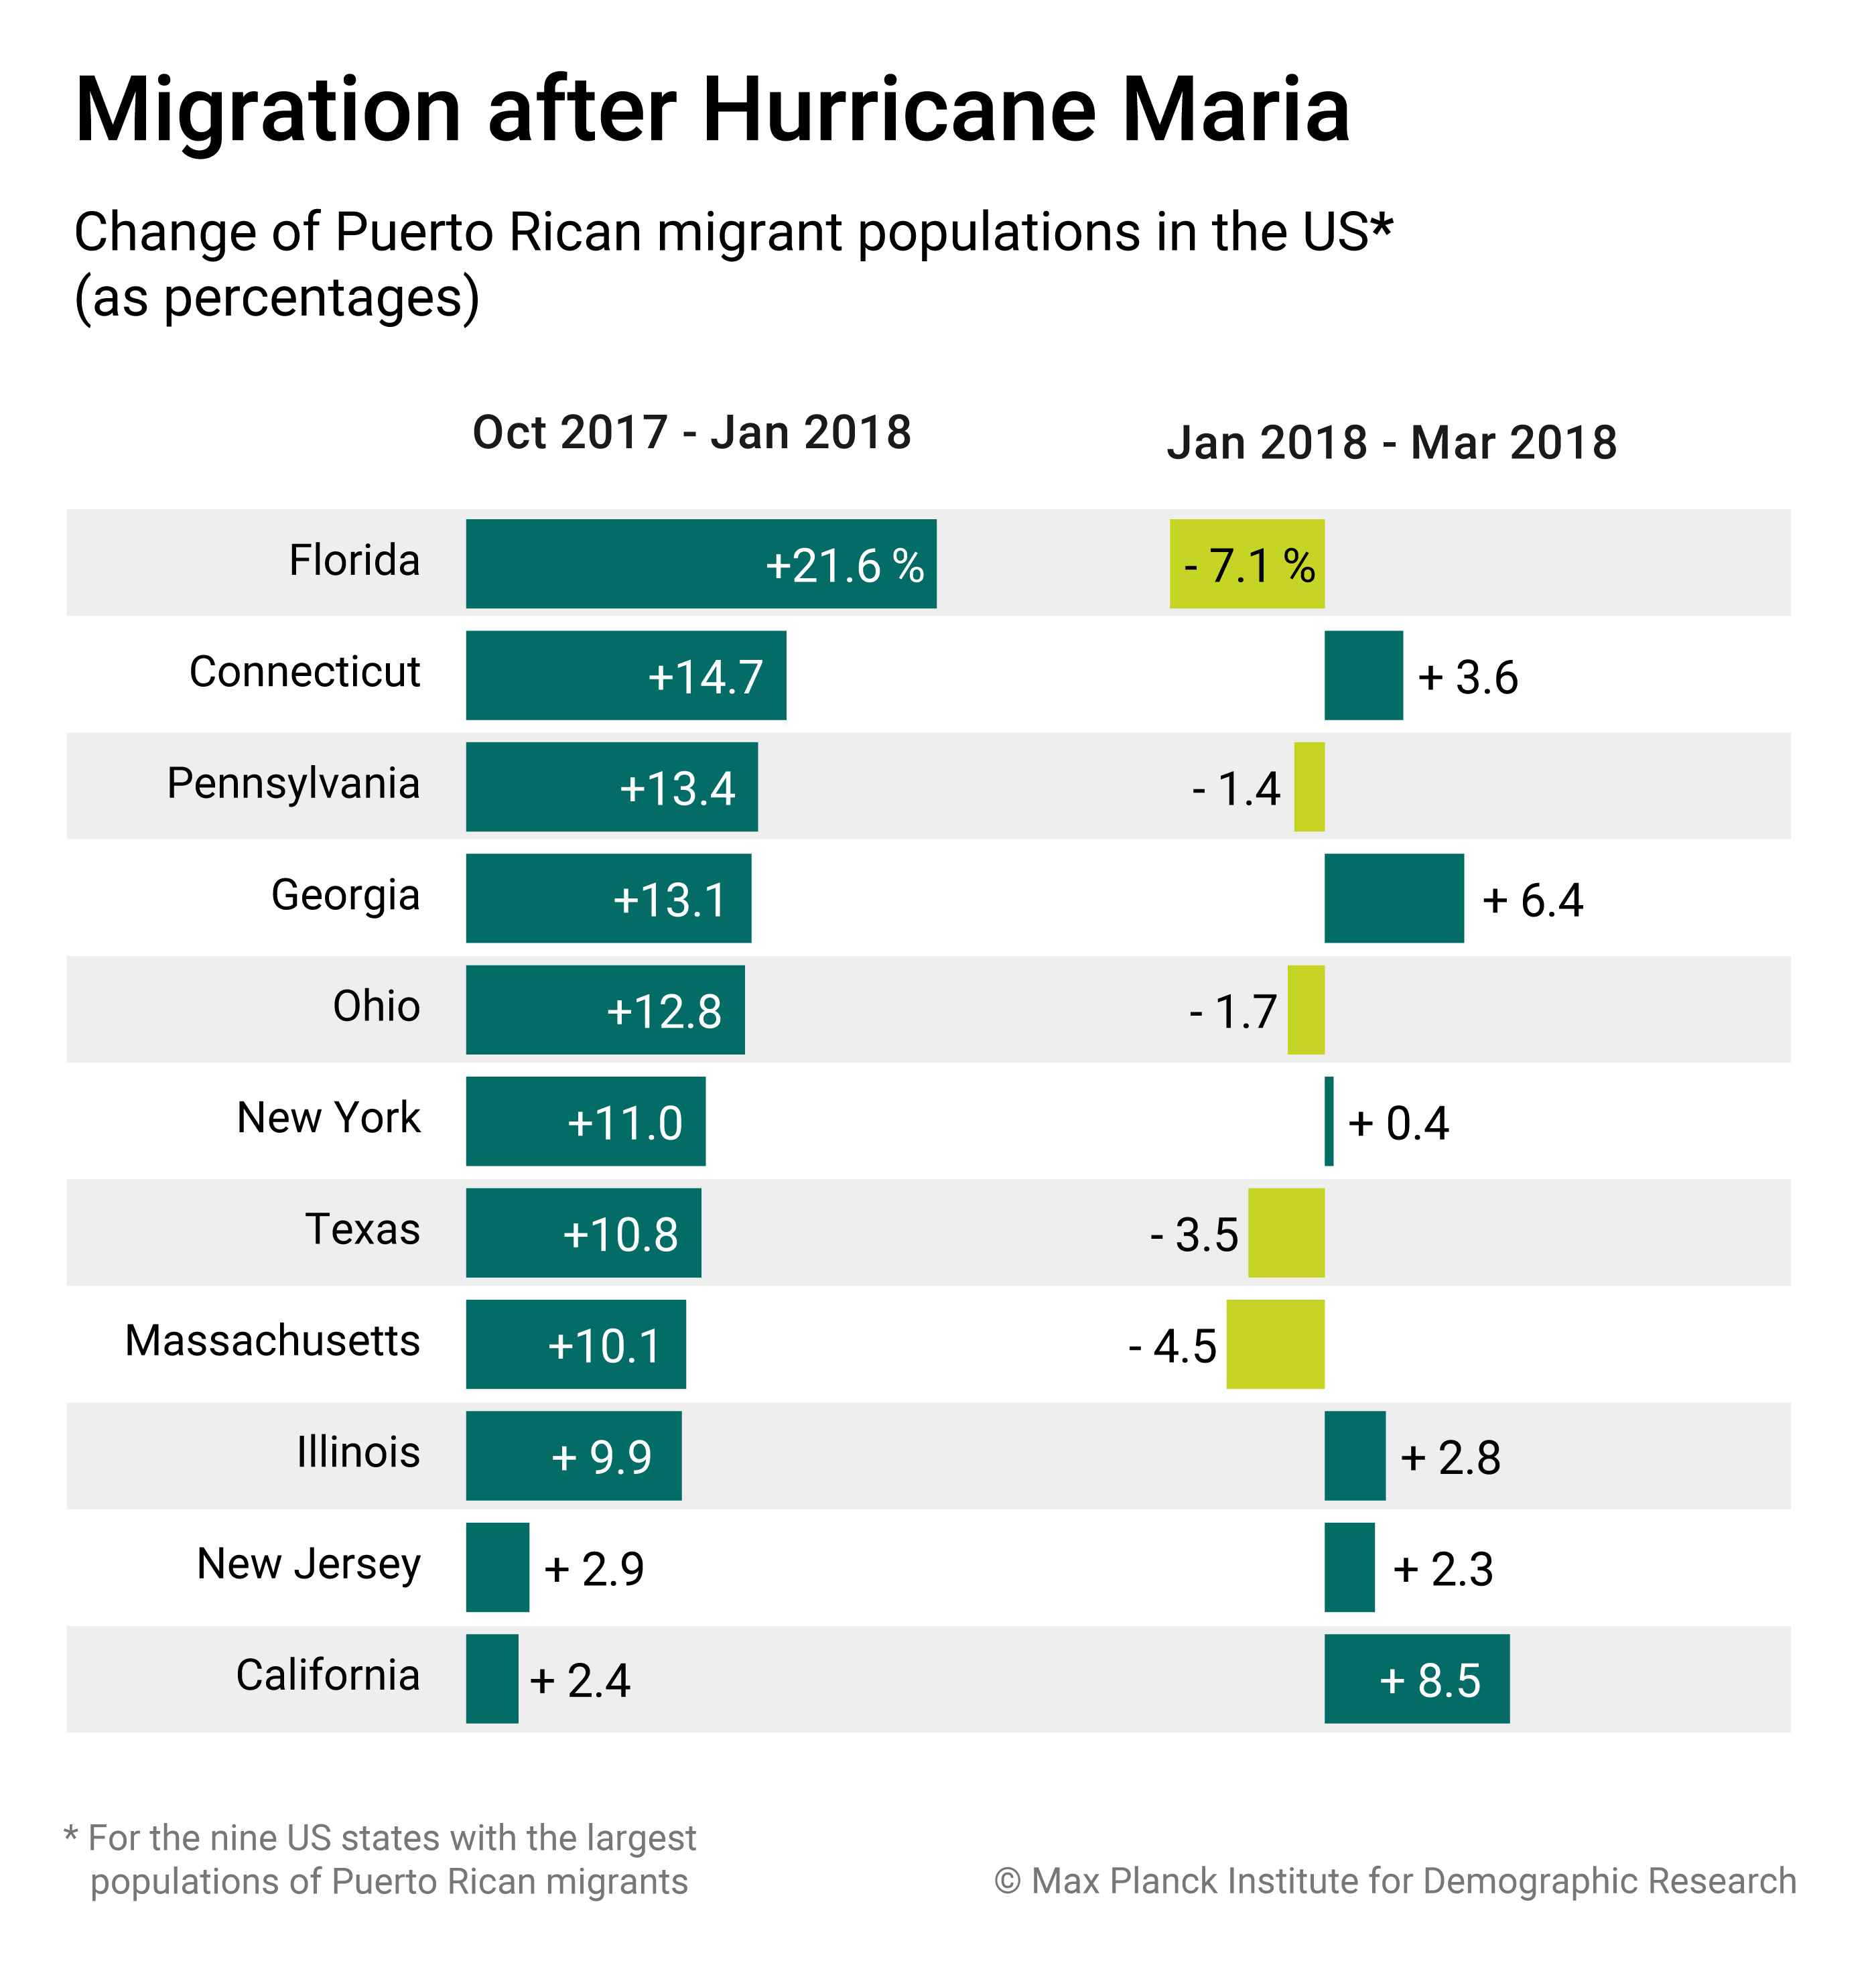 Migration after Hurricane Maria
Change of Puerto Rican migrant populations in the US*
(as percentages)
Oct 2017 - Jan 2018
Jan 2018 - Mar 2018
Florida +21.6 % - 7.1 %
Connecticut +14.7 + 3.6
Pennsylvania +13.4 - 1.4
Georgia +13.1 + 6.4
Ohio +12.8 - 1.7
New York +11.0 + 0.4
Texas +10.8 - 3.5
Massachusetts +10.1 - 4.5
Illinois + 9.9 + 2.8
New Jersey + 2.9 + 2.3
California + 2.4 + 8.5
* For the nine US states with the largest
populations of Puerto Rican migrants
© Max Planck Institute for Demographic Research